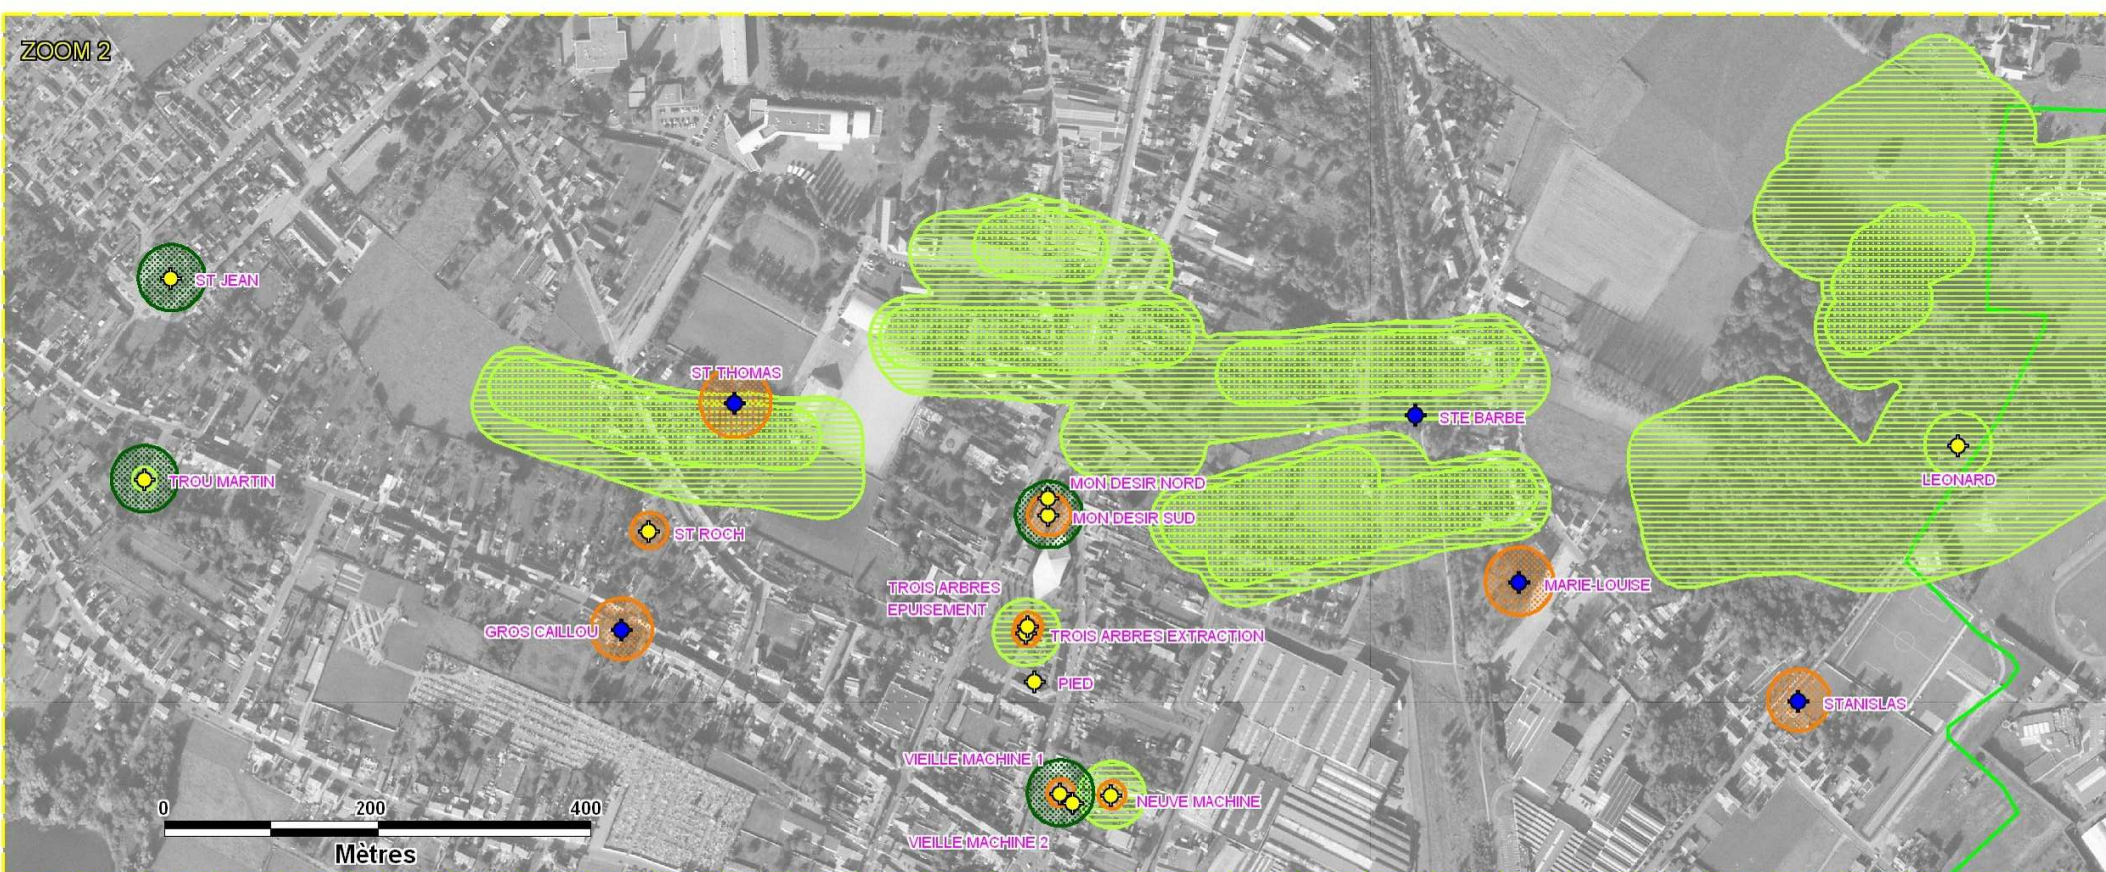 ZOOM 2
ST JEAN
ST THOMAS
STE BARBE
TROU MARTIN
LEONARD
MON DESIR NORD
MON DESIR SUD
ST ROCH
TROIS ARBRES
EPUISEMENT
MARIE-LOUISE
GROS CAILLOU
TROIS ARBRES EXTRACTION
PIED
STANISLAS
VIEILLE MACHINE 1
NEUVE MACHINE
VIEILLE MACHINE 2
0 200 400
Mètres